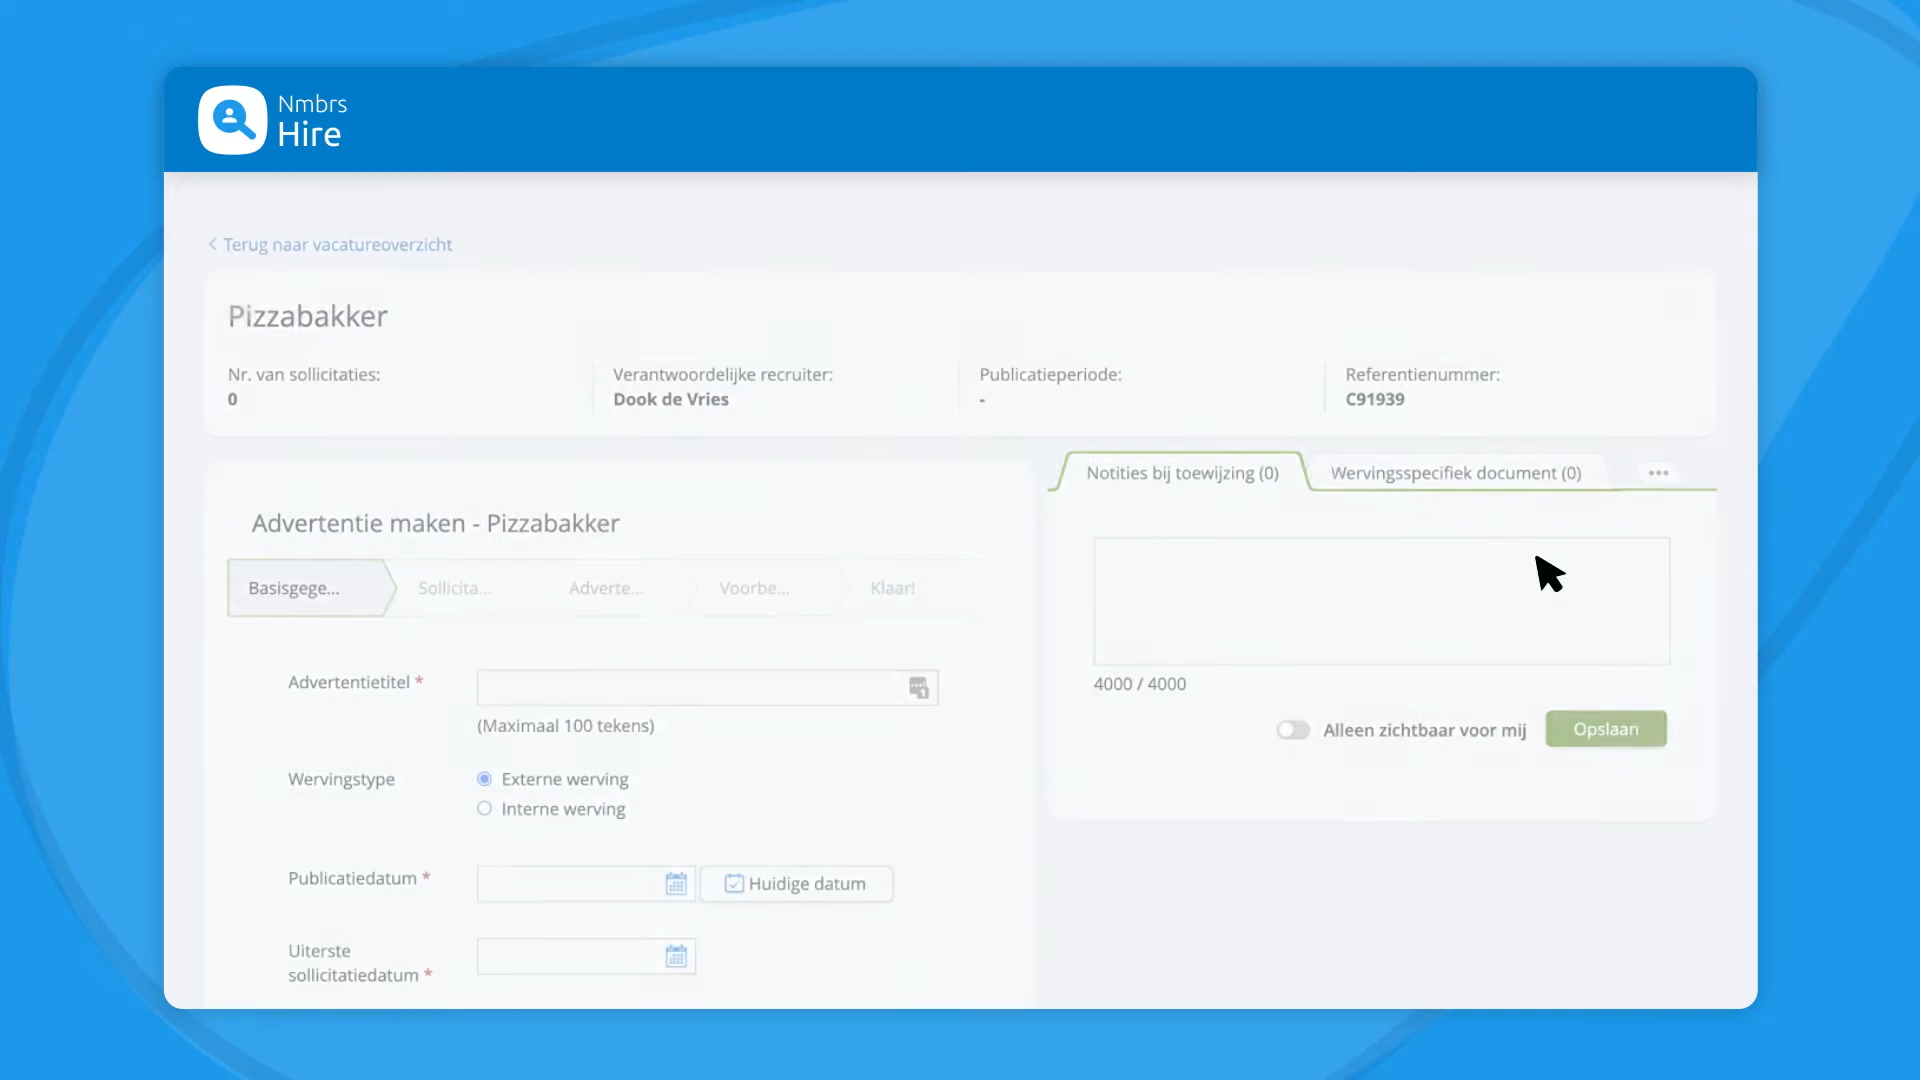 Nmbrs
Hire
Terug naar vacatureoverzicht
Pizzabakker
Nr. van sollicitaties:
0
Verantwoordelijke recruiter:
Dook de Vries
Publicatieperiode:
-
Referentienummer:
C91939
Advertentie maken - Pizzabakker
Basisgege...
Sollicita...
Adverte...
Voorbe...
Klaar!
Advertentietitel *
(Maximaal 100 tekens)
Wervingstype
Externe werving
Interne werving
Publicatiedatum *
Huidige datum
Uiterste
sollicitatiedatum *
Notities bij toewijzing (0)
Wervingsspecifiek document (0)
•••
4000 / 4000
Alleen zichtbaar voor mij
Opslaan